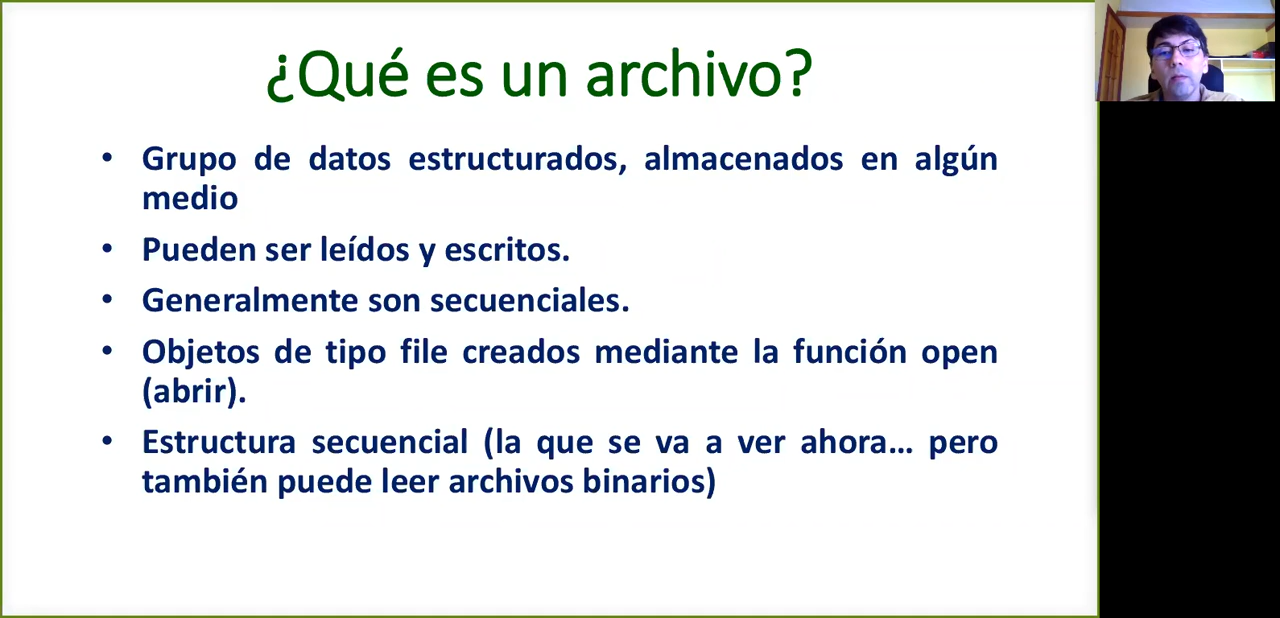 ¿Qué es un archivo?
• Grupo de datos estructurados, almacenados en algún
medio
• Pueden ser leídos y escritos.
• Generalmente son secuenciales.
• Objetos de tipo file creados mediante la función open
(abrir).
• Estructura secuencial (la que se va a ver ahora... pero
también puede leer archivos binarios)